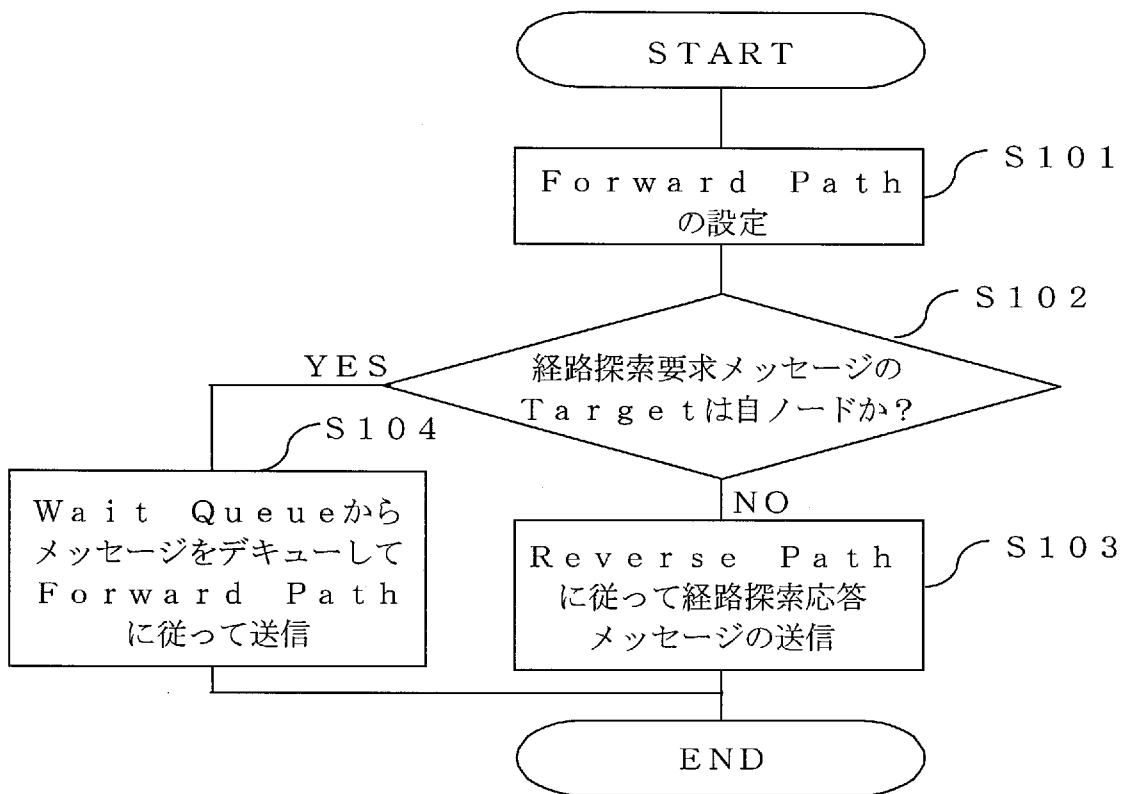 START
Forward Path
の設定
S101
S102
経路探索要求メッセージの
Targetは自ノードか？
YES
NO
S104
Wait Queueから
メッセージをデキューして
Forward Path
に従って送信
S103
Reverse Path
に従って経路探索応答
メッセージの送信
END